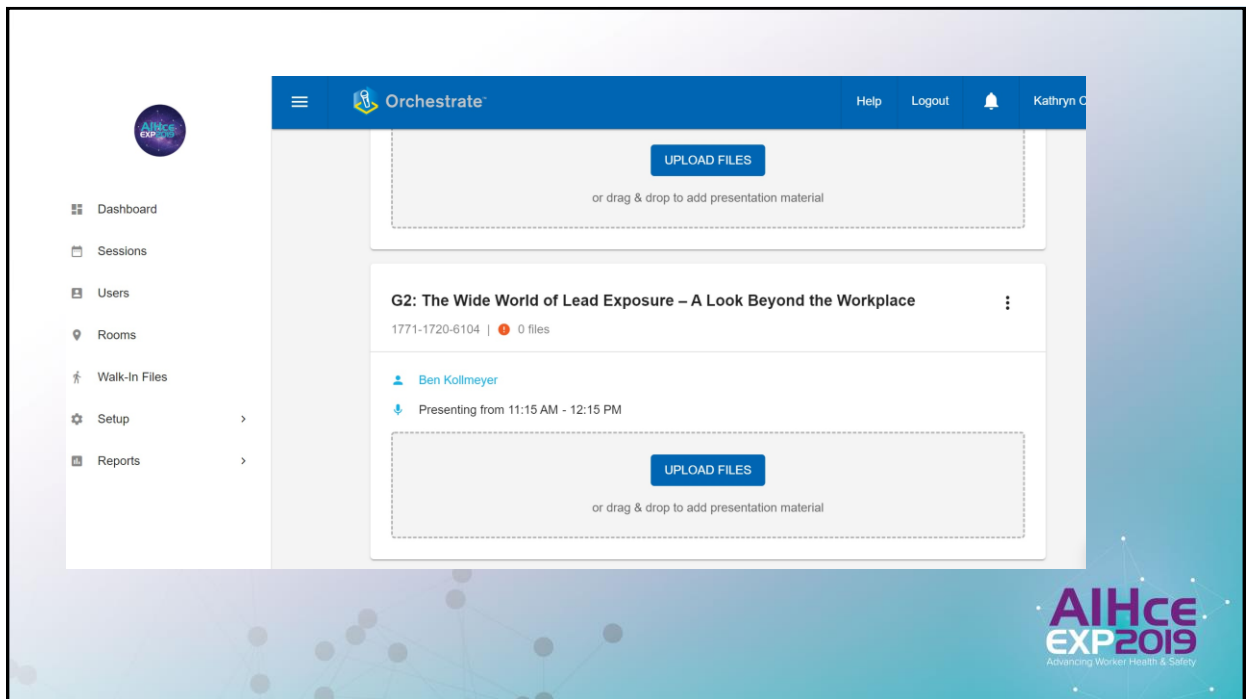 AIHce
EXP2019
Dashboard
Sessions
Users
Rooms
Walk-In Files
Setup
Reports
Orchestrate
Help
Logout
Kathryn C
UPLOAD FILES
or drag & drop to add presentation material
G2: The Wide World of Lead Exposure – A Look Beyond the Workplace
1771-1720-6104 | 0 files
Ben Kollmeyer
Presenting from 11:15 AM - 12:15 PM
UPLOAD FILES
or drag & drop to add presentation material
AIHce
EXP2019
Advancing Worker Health & Safety